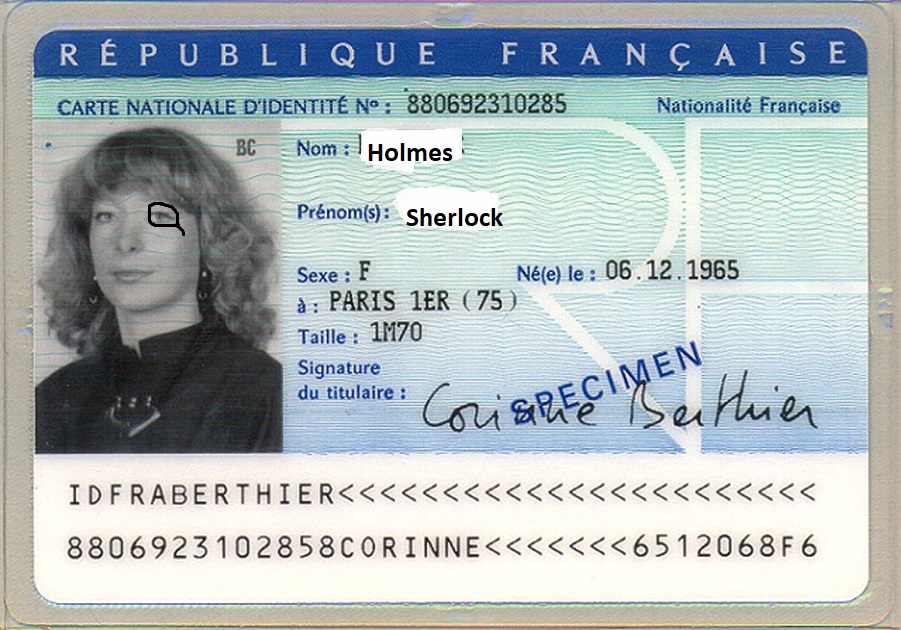 RÉPUBLIQUE FRANÇAISE
CARTE NATIONALE D'IDENTITÉ Nº : 880692310285 Nationalité Française
BC
Nom : Holmes
Prénom(s) : Sherlock
Sexe : F Né(e) le : 06.12.1965
à : PARIS 1ER (75)
Taille : 1M70
Signature
du titulaire : Corinne Berthier
SPECIMEN
IDFRABERTHIER<<<<<<<<<<<<<<<<<<<<<<<
8806923102858CORINNE<<<<<<<6512068F6